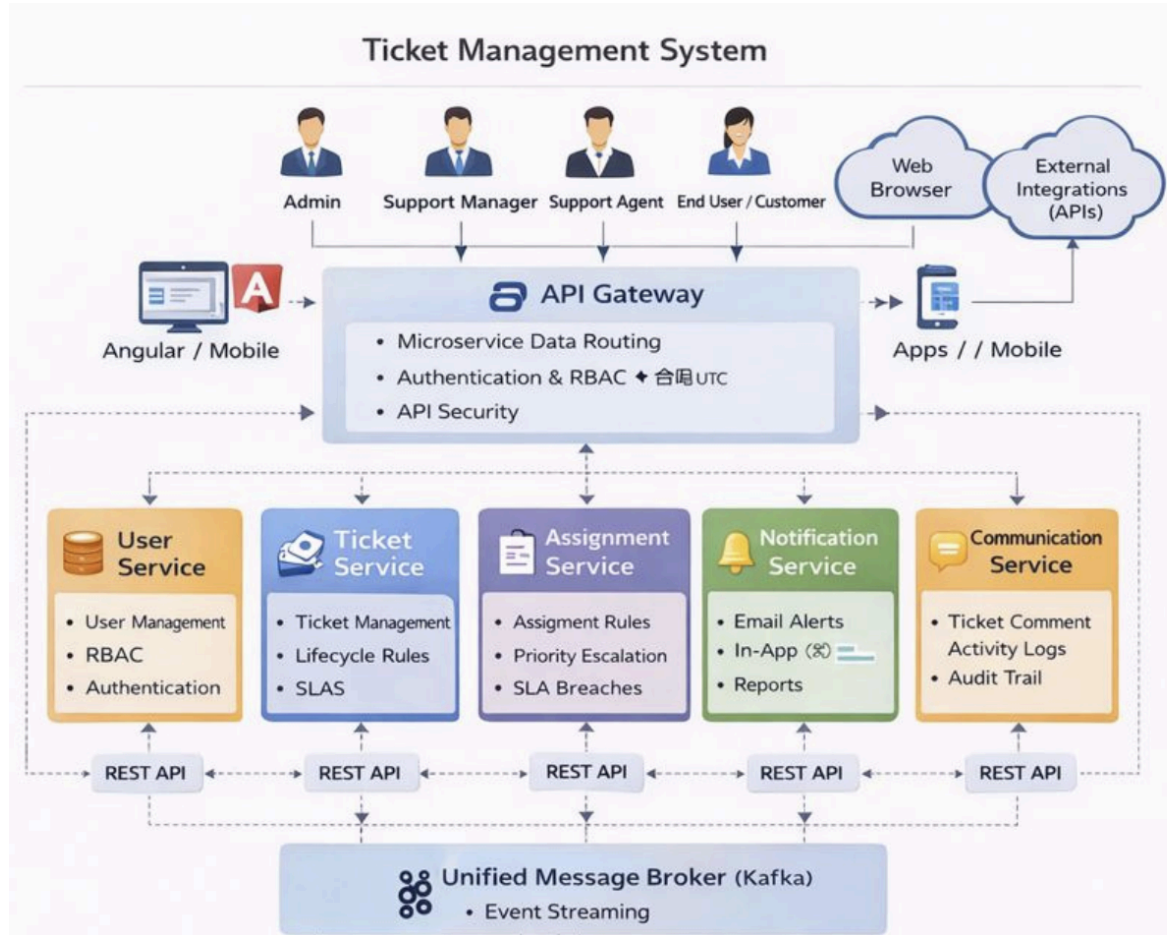 Ticket Management System
Web
Browser
External
Integrations
(APIs)
Admin
Support Manager
Support Agent
End User / Customer
Angular / Mobile
API Gateway
• Microservice Data Routing
• Authentication & RBAC ✦ UTC
• API Security
Apps / / Mobile
User
Service
• User Management
• RBAC
• Authentication
Ticket
Service
• Ticket Management
• Lifecycle Rules
• SLAS
Assignment
Service
• Assigment Rules
• Priority Escalation
• SLA Breaches
Notification
Service
• Email Alerts
• In-App
• Reports
Communication
Service
• Ticket Comment
Activity Logs
• Audit Trail
REST API
REST API
REST API
REST API
REST API
Unified Message Broker (Kafka)
• Event Streaming